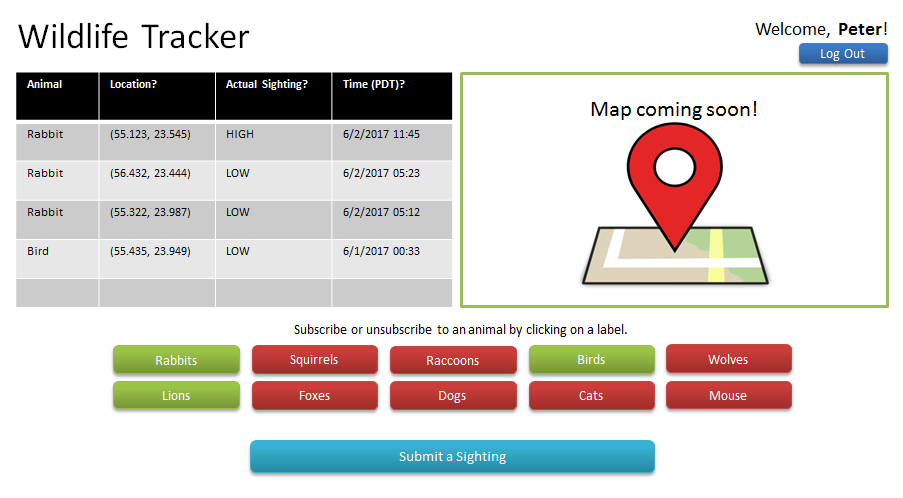 Wildlife Tracker
Welcome, Peter!
Log Out
Animal Location? Actual Sighting? Time (PDT)?
Rabbit (55.123, 23.545) HIGH 6/2/2017 11:45
Rabbit (56.432, 23.444) LOW 6/2/2017 05:23
Rabbit (55.322, 23.987) LOW 6/2/2017 05:12
Bird (55.435, 23.949) LOW 6/1/2017 00:33
Map coming soon!
Subscribe or unsubscribe to an animal by clicking on a label.
Rabbits Squirrels Raccoons Birds Wolves
Lions Foxes Dogs Cats Mouse
Submit a Sighting